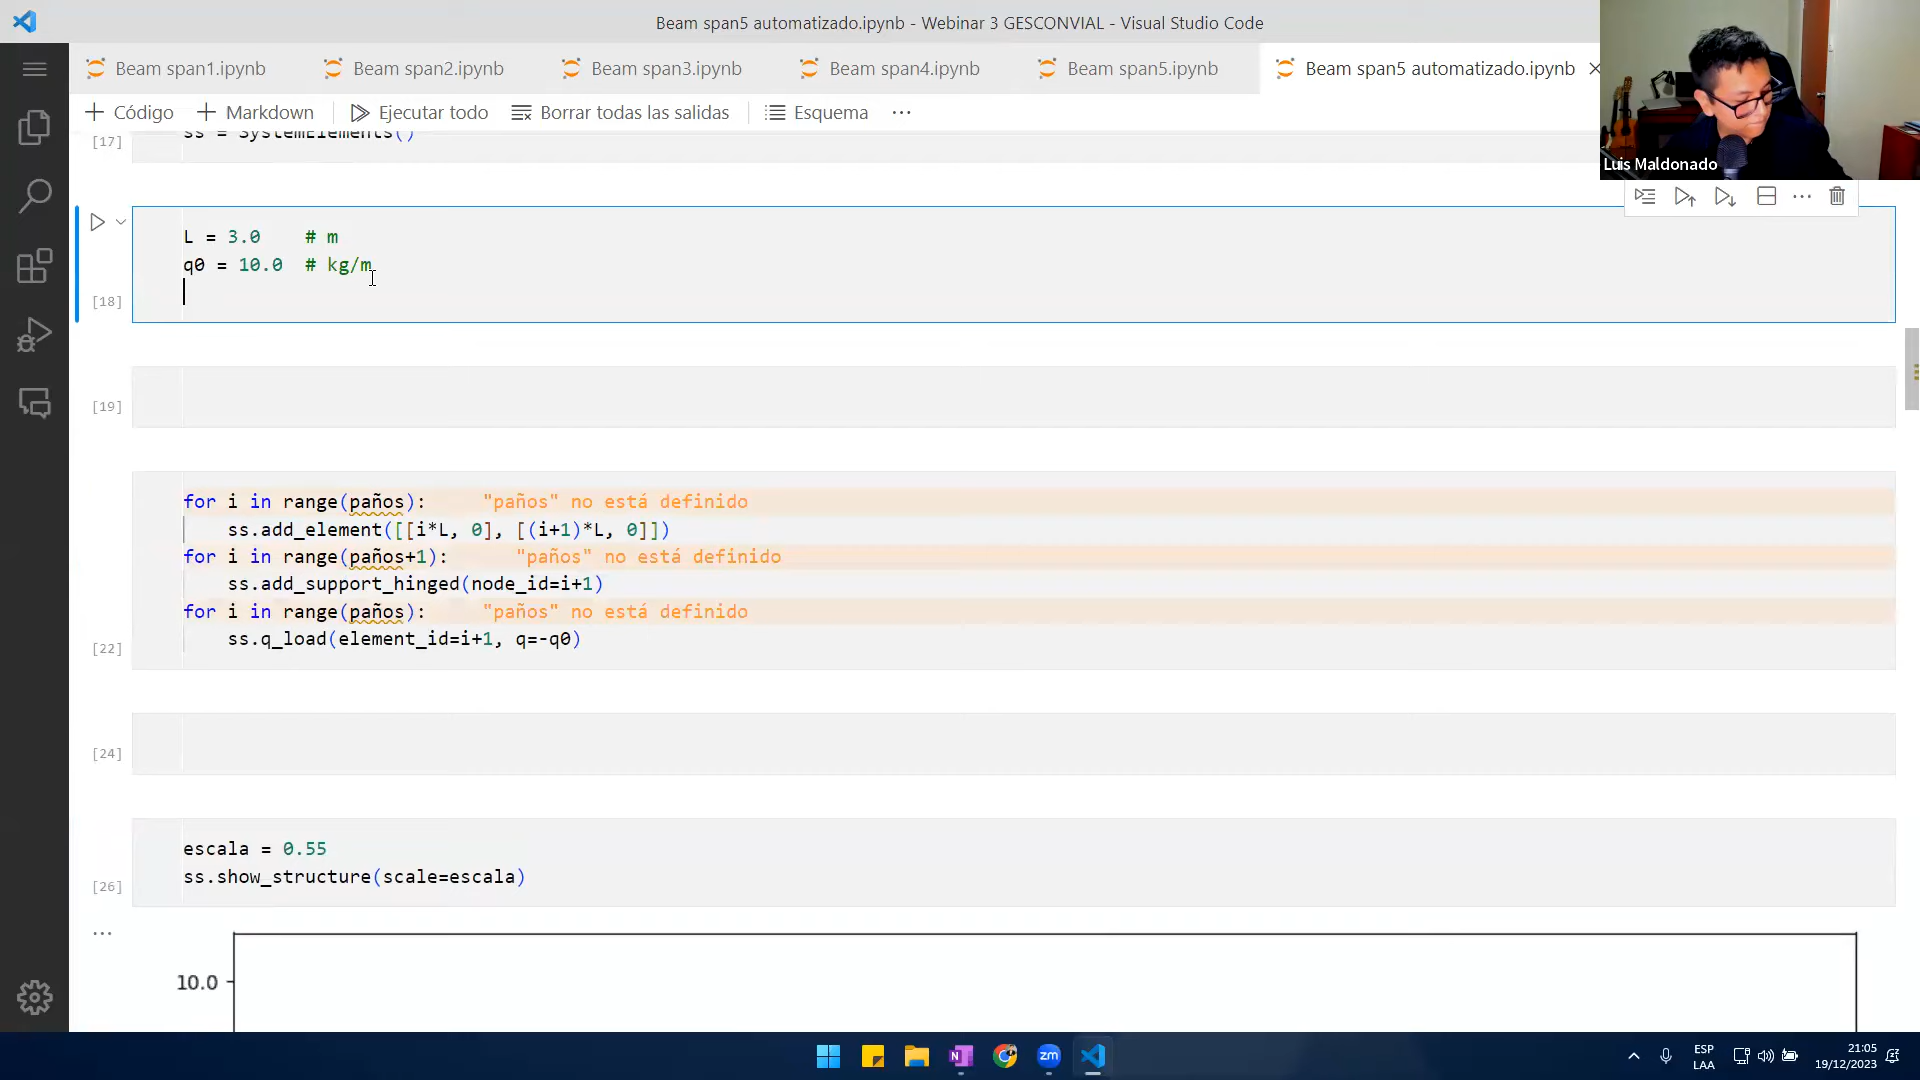 Beam span5 automatizado.ipynb - Webinar 3 GESCONVIAL - Visual Studio Code
Beam span1.ipynb
Beam span2.ipynb
Beam span3.ipynb
Beam span4.ipynb
Beam span5.ipynb
Beam span5 automatizado.ipynb
Código
Markdown
Ejecutar todo
Borrar todas las salidas
Esquema
Luis Maldonado
[17]
ss = SystemElements()
L = 3.0 # m
q0 = 10.0 # kg/m
[18]
[19]
for i in range(paños): "paños" no está definido
ss.add_element([[i*L, 0], [(i+1)*L, 0]])
for i in range(paños+1): "paños" no está definido
ss.add_support_hinged(node_id=i+1)
for i in range(paños): "paños" no está definido
ss.q_load(element_id=i+1, q=-q0)
[22]
[24]
escala = 0.55
ss.show_structure(scale=escala)
[26]
10.0
N
zm
ESP
LAA
21:05
19/12/2023